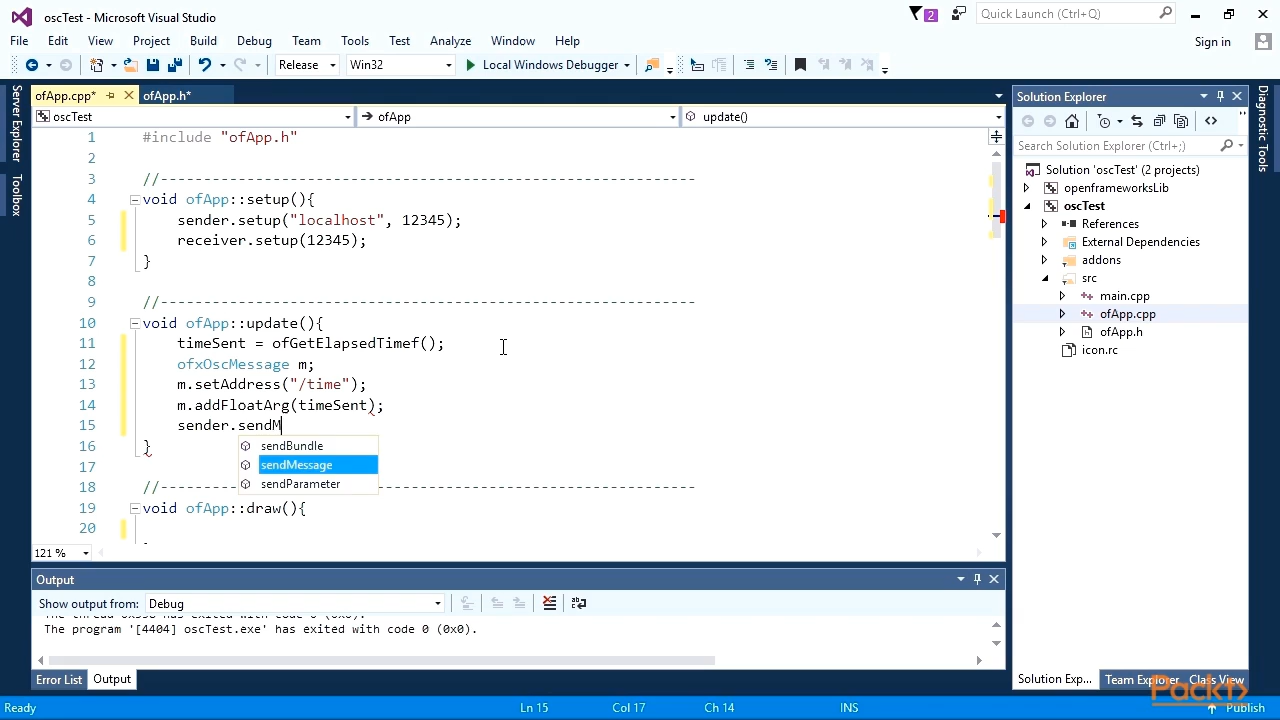 oscTest - Microsoft Visual Studio
2
Quick Launch (Ctrl+Q)
File Edit View Project Build Debug Team Tools Test Analyze Window Help
Sign in
Release Win32 Local Windows Debugger
Server Explorer
Toolbox
ofApp.cpp* ofApp.h*
oscTest ofApp update()
1 #include "ofApp.h"
2
3 //--------------------------------------------------------------
4 void ofApp::setup(){
5 sender.setup("localhost", 12345);
6 receiver.setup(12345);
7 }
8
9 //--------------------------------------------------------------
10 void ofApp::update(){
11 timeSent = ofGetElapsedTimef();
12 ofxOscMessage m;
13 m.setAddress("/time");
14 m.addFloatArg(timeSent);
15 sender.sendM
16 }
sendBundle
sendMessage
sendParameter
17
18 //--------------------------------------------------------------
19 void ofApp::draw(){
20
121 %
Output
Show output from: Debug
The program '[4404] oscTest.exe' has exited with code 0 (0x0).
Error List Output
Solution Explorer
Search Solution Explorer (Ctrl+;)
Solution 'oscTest' (2 projects)
openframeworksLib
oscTest
References
External Dependencies
addons
src
main.cpp
ofApp.cpp
ofApp.h
icon.rc
Solution Exp... Team Explorer Class View
Diagnostic Tools
Packt>
Ready Ln 15 Col 17 Ch 14 INS Publish